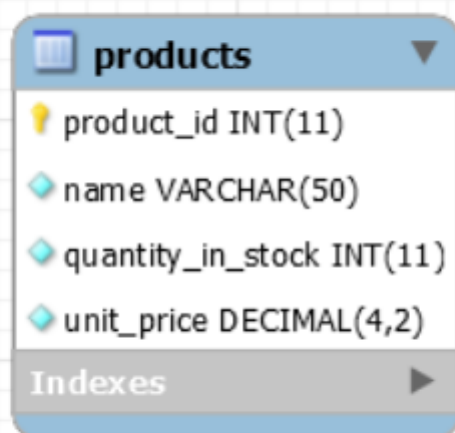 products
product_id INT(11)
name VARCHAR(50)
quantity_in_stock INT(11)
unit_price DECIMAL(4,2)
Indexes